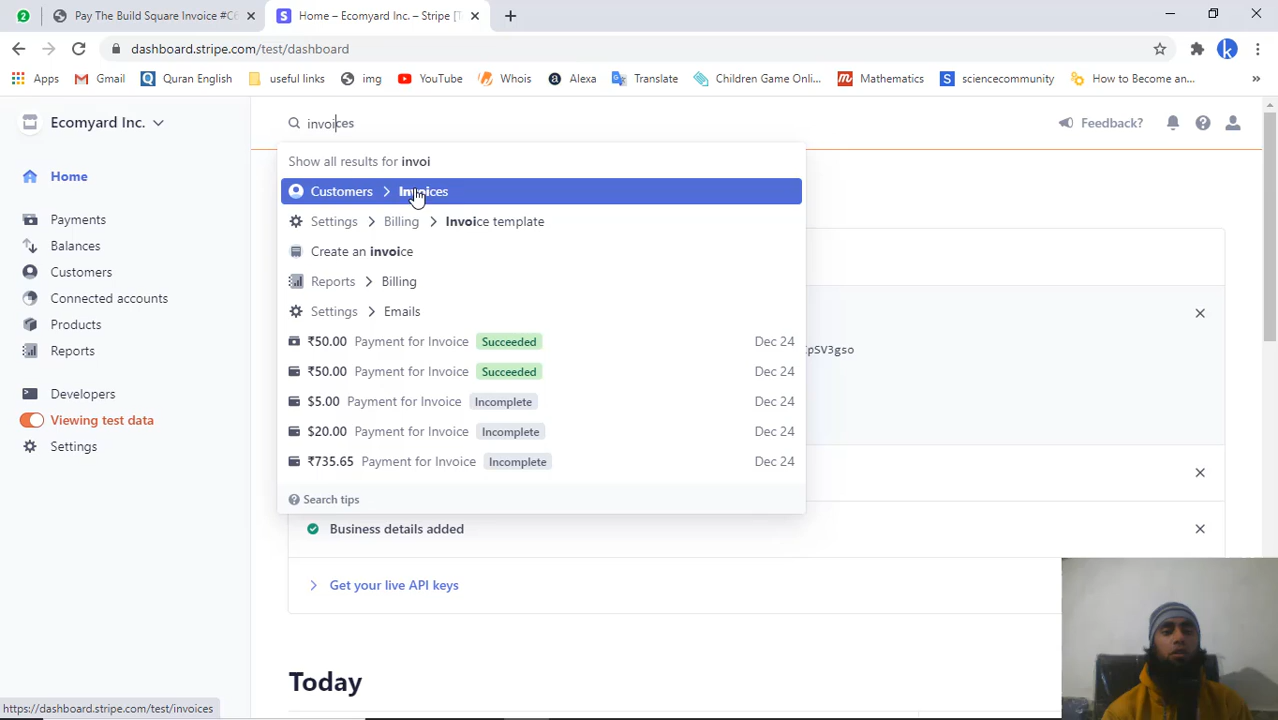 2
Pay The Build Square Invoice #C
Home – Ecomyard Inc. – Stripe [T
dashboard.stripe.com/test/dashboard
Apps
Gmail
Quran English
useful links
img
YouTube
Whois
Alexa
Translate
Children Game Onli...
Mathematics
sciencecommunity
How to Become an...
Ecomyard Inc.
invoices
Feedback?
Show all results for invoi
Home
Customers > Invoices
Payments
Settings > Billing > Invoice template
Balances
Create an invoice
Customers
Reports > Billing
Connected accounts
Settings > Emails
Products
₹50.00 Payment for Invoice Succeeded Dec 24
Reports
₹50.00 Payment for Invoice Succeeded Dec 24
pSV3gso
Developers
$5.00 Payment for Invoice Incomplete Dec 24
Viewing test data
$20.00 Payment for Invoice Incomplete Dec 24
Settings
₹735.65 Payment for Invoice Incomplete Dec 24
Search tips
Business details added
Get your live API keys
Today
https://dashboard.stripe.com/test/invoices